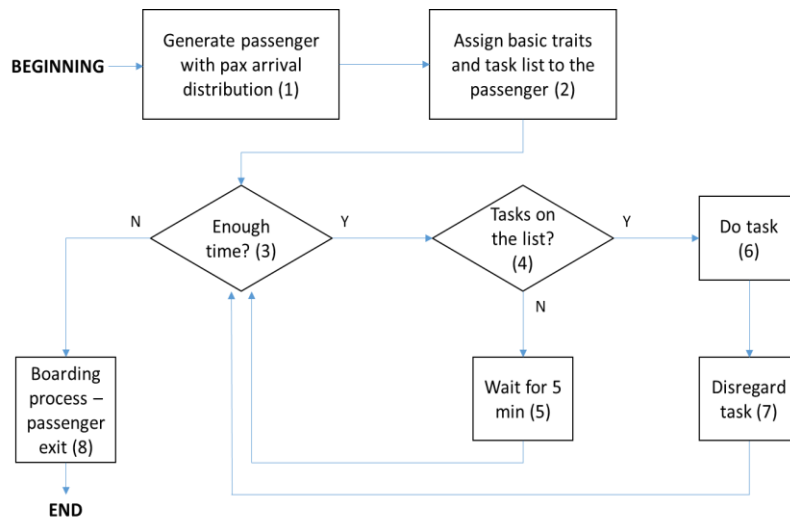 BEGINNING
Generate passenger
with pax arrival
distribution (1)
Assign basic traits
and task list to the
passenger (2)
N
Enough
time? (3)
Y
Tasks
on the
list?
(4)
Y
Do task
(6)
N
Boarding
process –
passenger
exit (8)
Wait for 5
min (5)
Disregard
task (7)
END